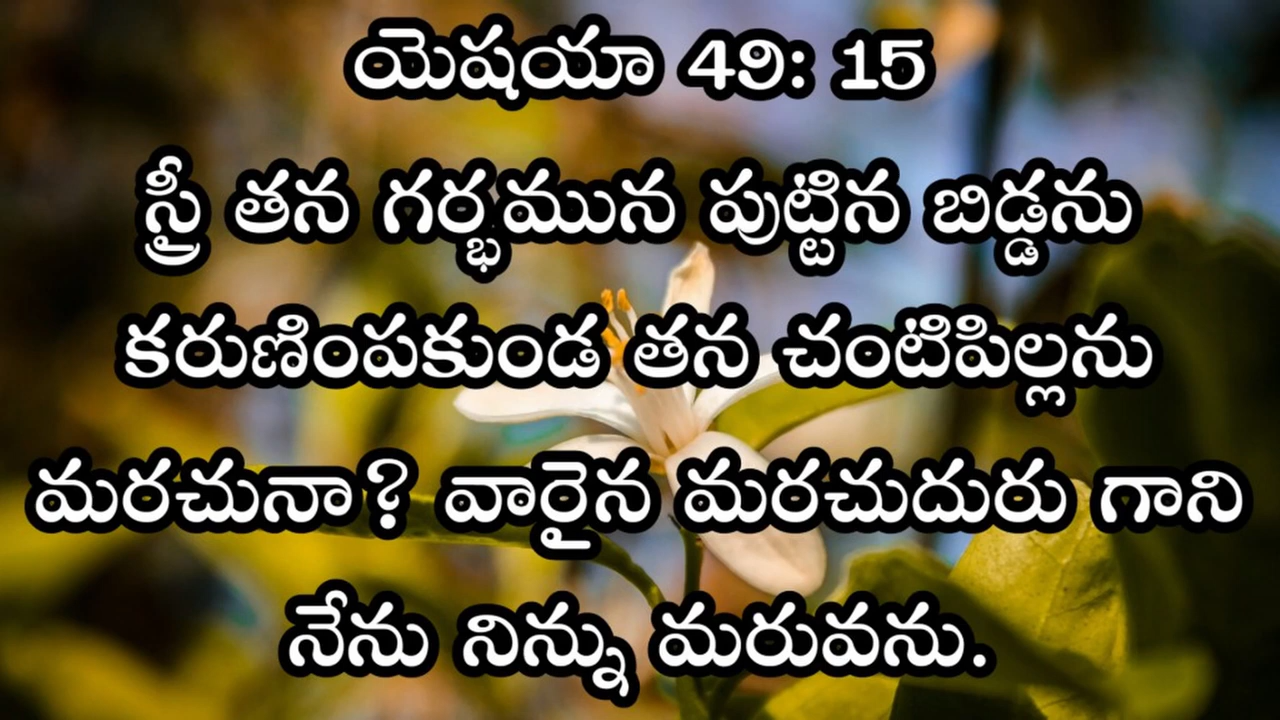 యెషయా 49: 15
స్త్రీ తన గర్భమున పుట్టిన బిడ్డను
కరుణింపకుండ తన చంటిపిల్లను
మరచునా? వారైన మరచుదురు గాని
నేను నిన్ను మరువను.